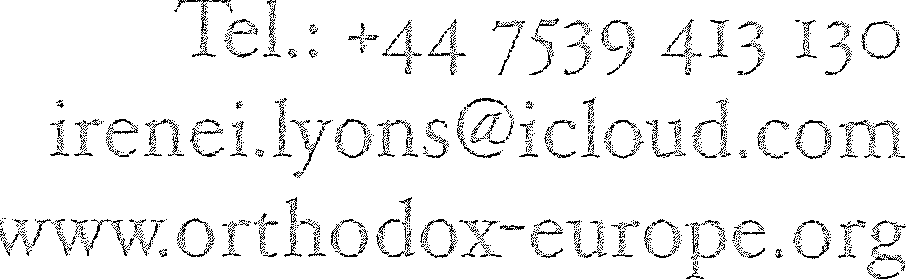 Tel.: +44 7539 413 130
irenei.lyons@icloud.com
www.orthodox-europe.org